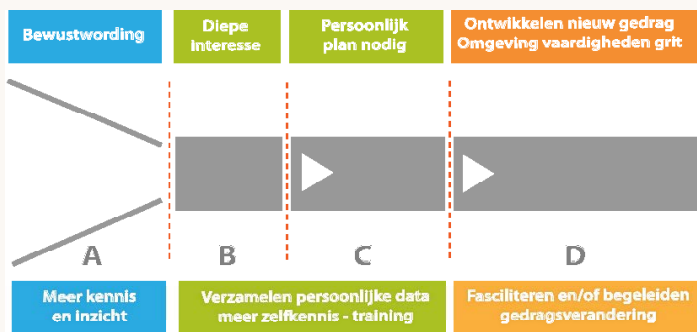 Bewustwording
Diepe
interesse
Persoonlijk
plan nodig
Ontwikkelen nieuw gedrag
Omgeving vaardigheden grit
A
B
C
D
Meer kennis
en inzicht
Verzamelen persoonlijke data
meer zelfkennis - training
Fasciliteren en/of begeleiden
gedragsverandering